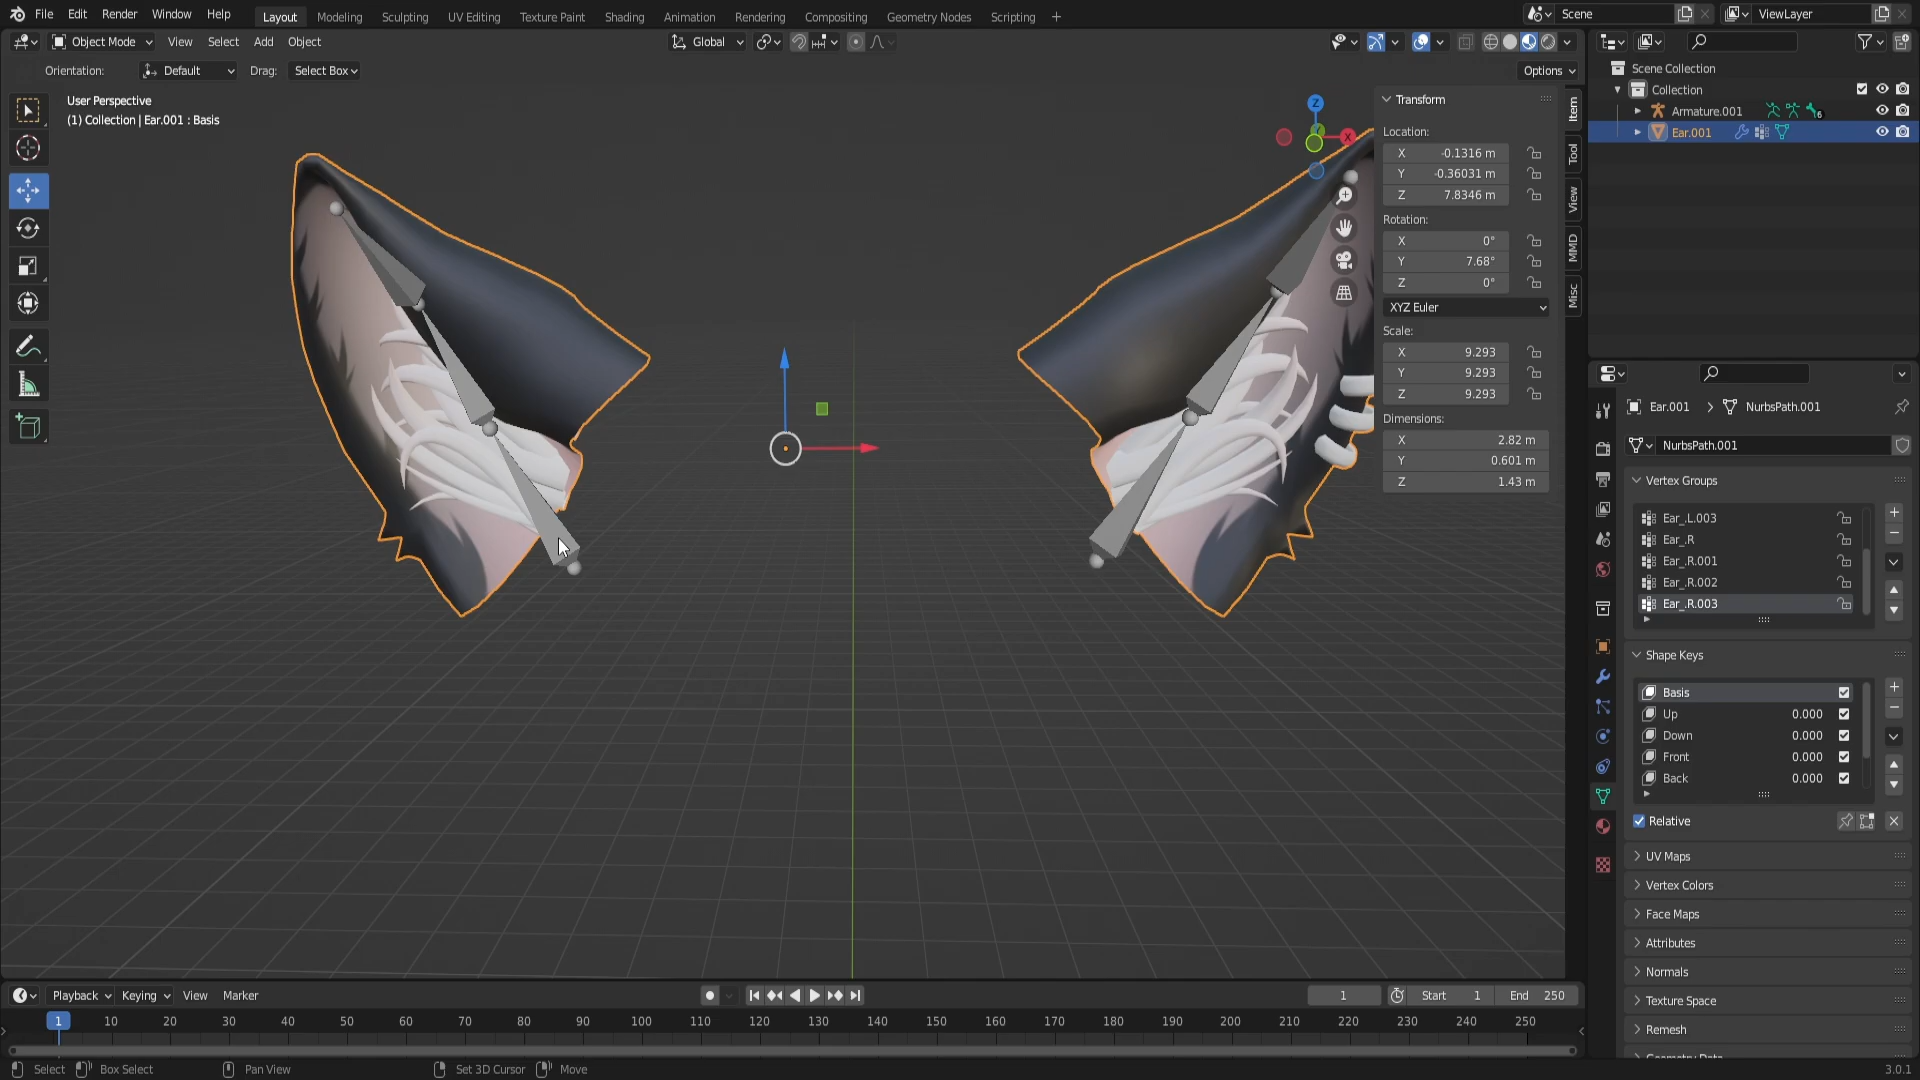 File Edit Render Window Help Layout Modeling Sculpting UV Editing Texture Paint Shading Animation Rendering Compositing Geometry Nodes Scripting + Scene ViewLayer
Object Mode View Select Add Object Global
Orientation: Default Drag: Select Box Options
User Perspective
(1) Collection | Ear.001 : Basis
Z
X
Transform
Location:
X -0.1316 m
Y -0.36031 m
Z 7.8346 m
Rotation:
X 0°
Y 7.68°
Z 0°
XYZ Euler
Scale:
X 9.293
Y 9.293
Z 9.293
Dimensions:
X 2.82 m
Y 0.601 m
Z 1.43 m
Item
Tool
View
MMD
Misc
Scene Collection
Collection
Armature.001 6
Ear.001
Ear.001 NurbsPath.001
NurbsPath.001
Vertex Groups
Ear_.L.003
Ear_.R
Ear_.R.001
Ear_.R.002
Ear_.R.003
Shape Keys
Basis
Up 0.000
Down 0.000
Front 0.000
Back 0.000
Relative
UV Maps
Vertex Colors
Face Maps
Attributes
Normals
Texture Space
Remesh
Playback Keying View Marker 1 Start 1 End 250
1 10 20 30 40 50 60 70 80 90 100 110 120 130 140 150 160 170 180 190 200 210 220 230 240 250
Select Box Select Pan View Set 3D Cursor Move 3.0.1